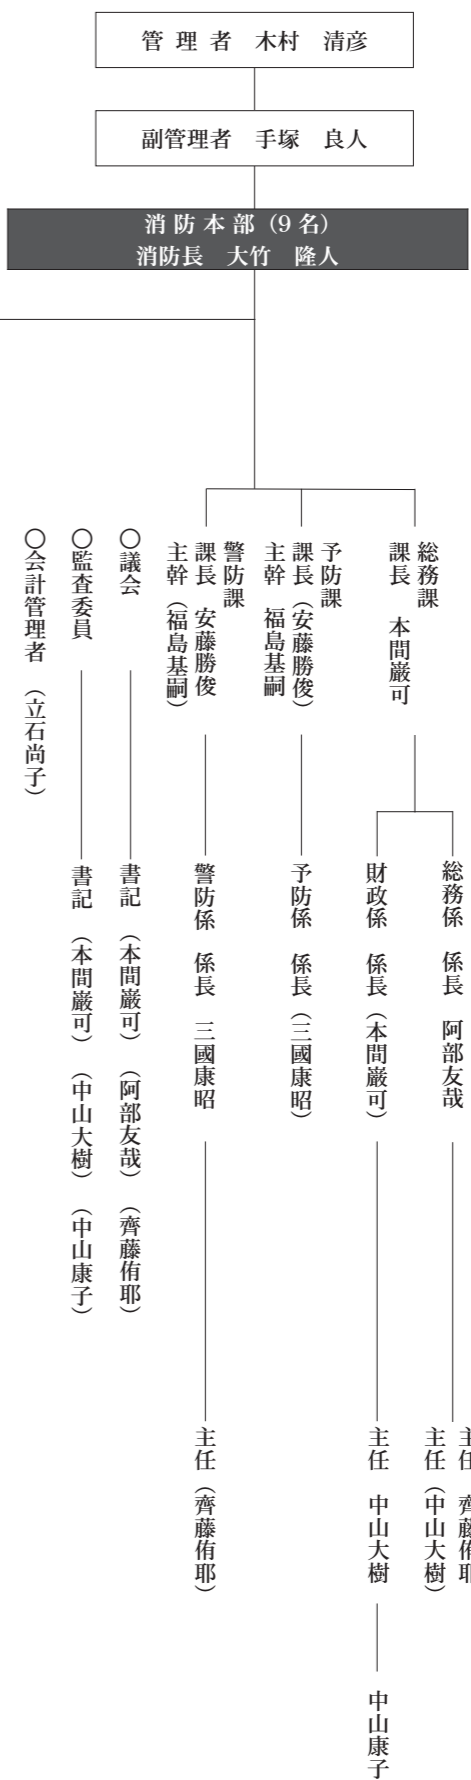 管理者　木村　清彦
副管理者　手塚　良人
消防本部（9名）
消防長　大竹　隆人
総務課
課長　本間巌可
総務係　係長　阿部友哉
主任　齊藤侑耶
主任（中山大樹）
財政係　係長（本間巌可）
主任　中山大樹
中山康子
予防課
課長（安藤勝俊）
主幹　福島基嗣
予防係　係長（三國康昭）
警防課
課長　安藤勝俊
主幹（福島基嗣）
警防係　係長　三國康昭
主任（齊藤侑耶）
○議会
書記　（本間巌可）　（阿部友哉）　（齊藤侑耶）
○監査委員
書記　（本間巌可）　（中山大樹）　（中山康子）
○会計管理者　（立石尚子）